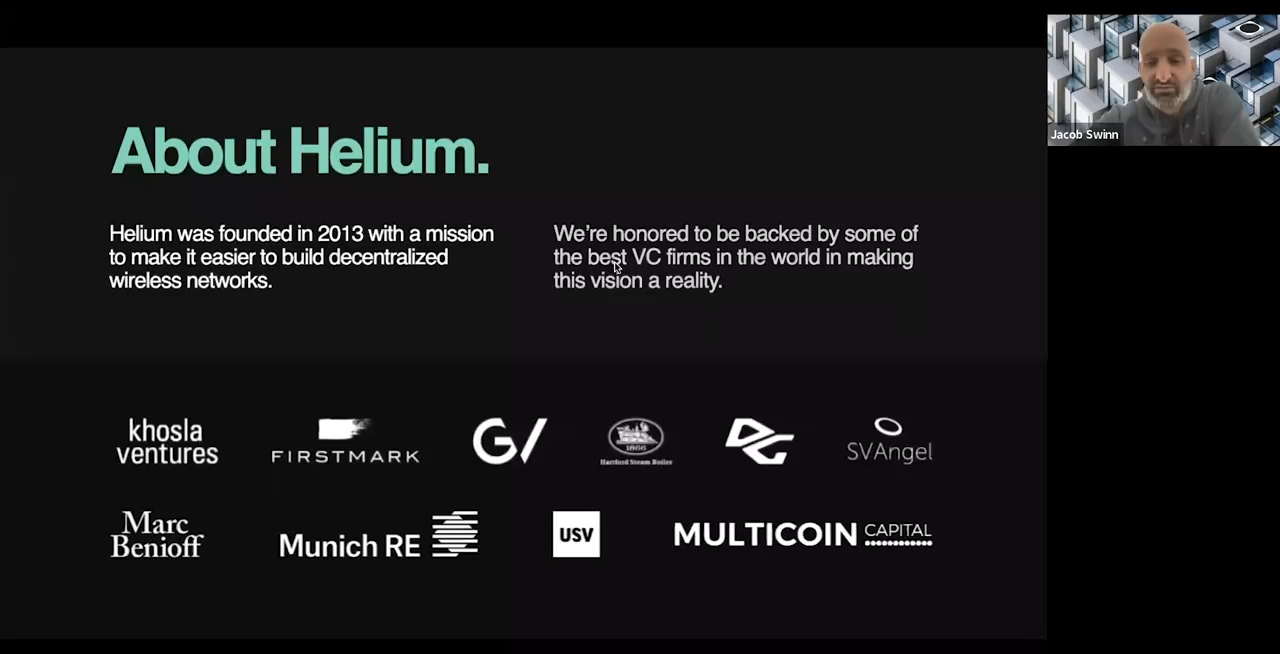 About Helium.
Helium was founded in 2013 with a mission
to make it easier to build decentralized
wireless networks.
We're honored to be backed by some of
the best VC firms in the world in making
this vision a reality.
khosla
ventures
FIRSTMARK
GV
1866
Hartford Steam Boiler
DCG
SVAngel
Marc
Benioff
Munich RE
USV
MULTICOIN CAPITAL
Jacob Swinn